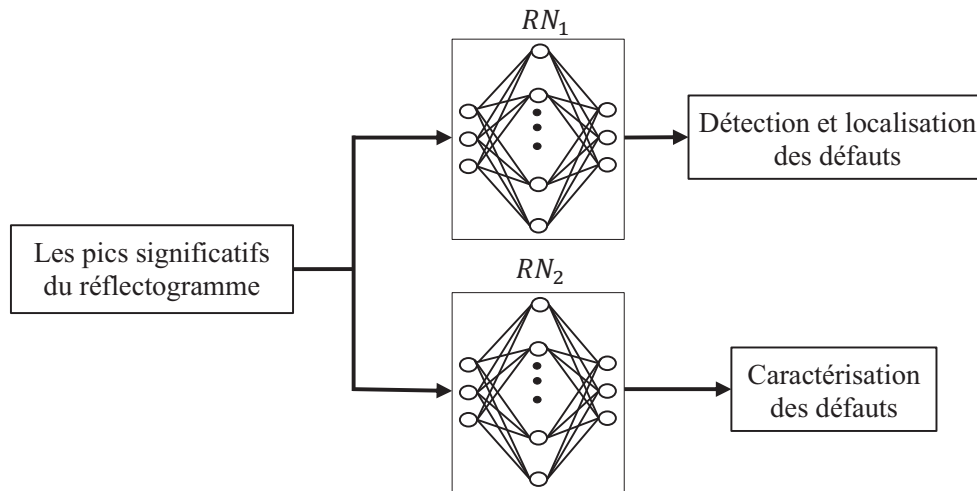 RN₁
Détection et localisation
des défauts
Les pics significatifs
du réflectogramme
RN₂
Caractérisation
des défauts